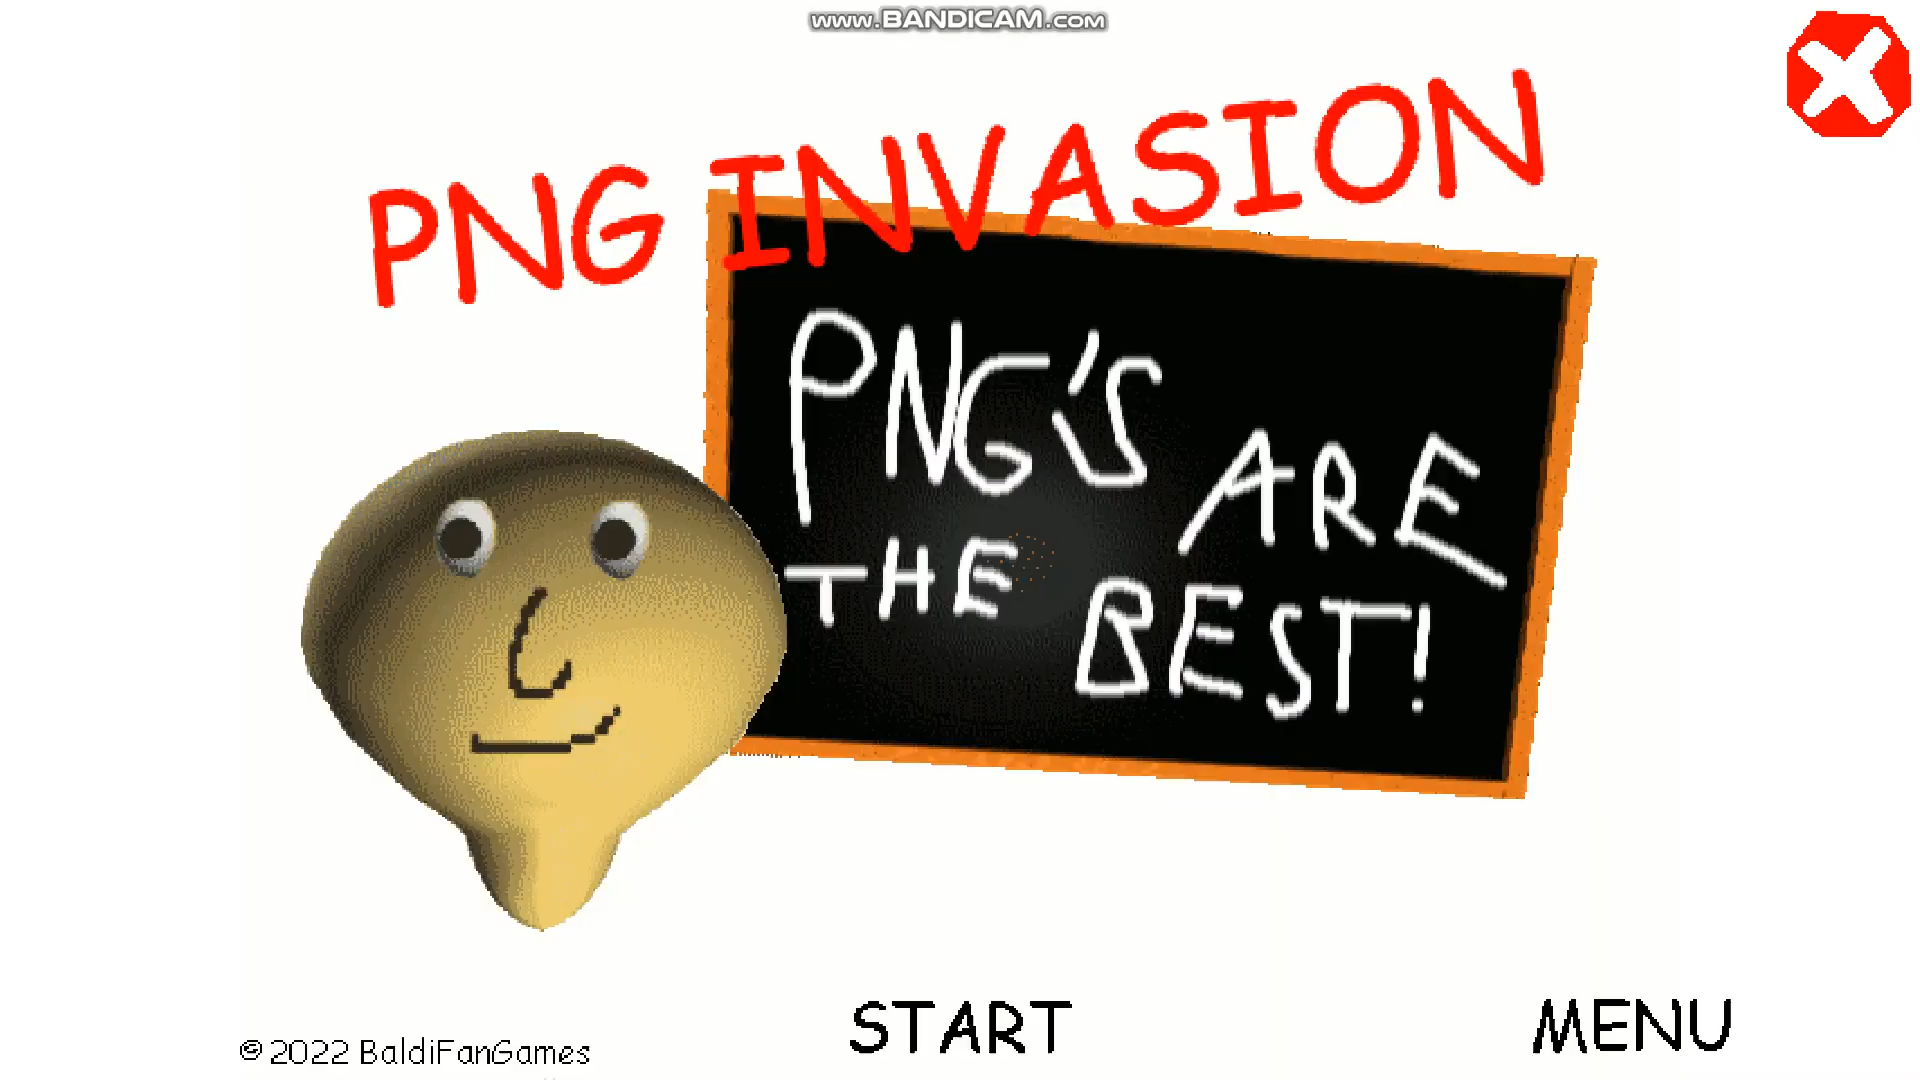 www.BANDICAM.com
PNG INVASION
PNG'S ARE
THE BEST!
START
MENU
© 2022 BaldiFanGames